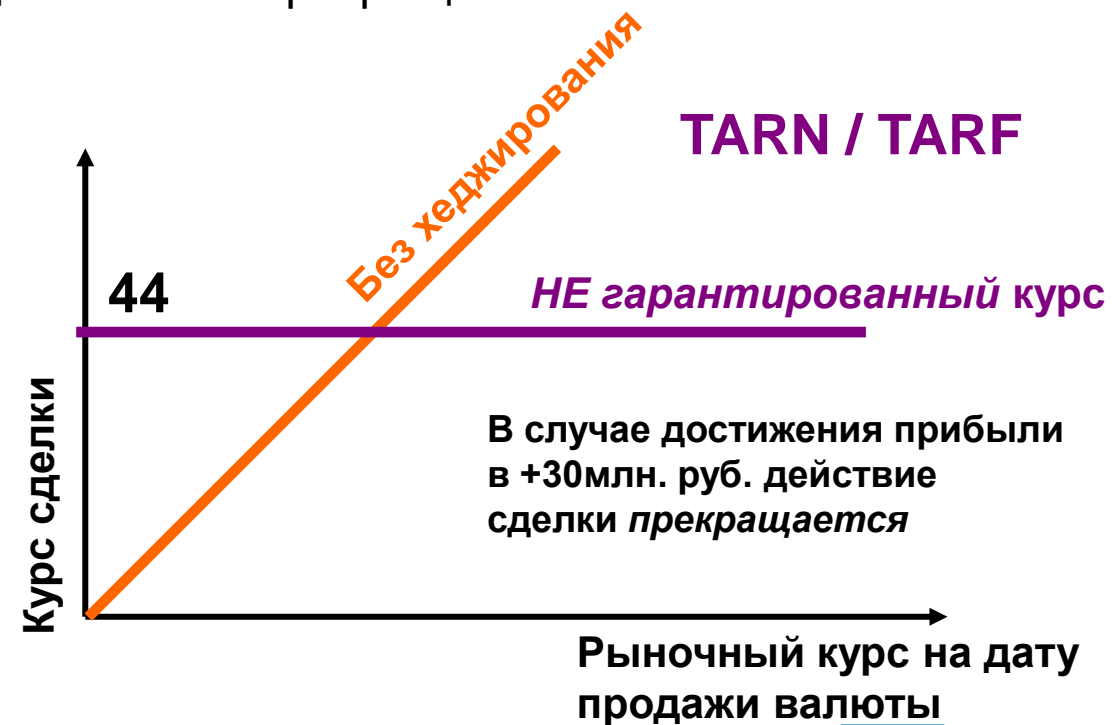 Без хеджирования
TARN / TARF
44
НЕ гарантированный курс
В случае достижения прибыли
в +30млн. руб. действие
сделки прекращается
Курс сделки
Рыночный курс на дату
продажи валюты